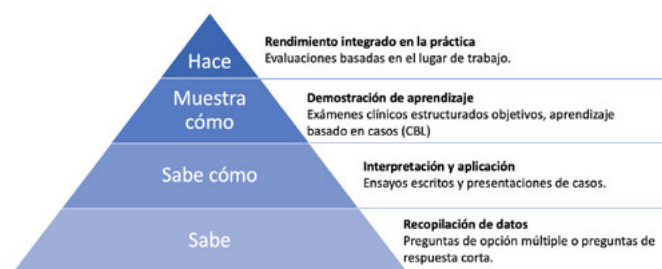 Hace
Rendimiento integrado en la práctica
Evaluaciones basadas en el lugar de trabajo.
Muestra
cómo
Demostración de aprendizaje
Exámenes clínicos estructurados objetivos, aprendizaje
basado en casos (CBL)
Sabe cómo
Interpretación y aplicación
Ensayos escritos y presentaciones de casos.
Sabe
Recopilación de datos
Preguntas de opción múltiple o preguntas de
respuesta corta.